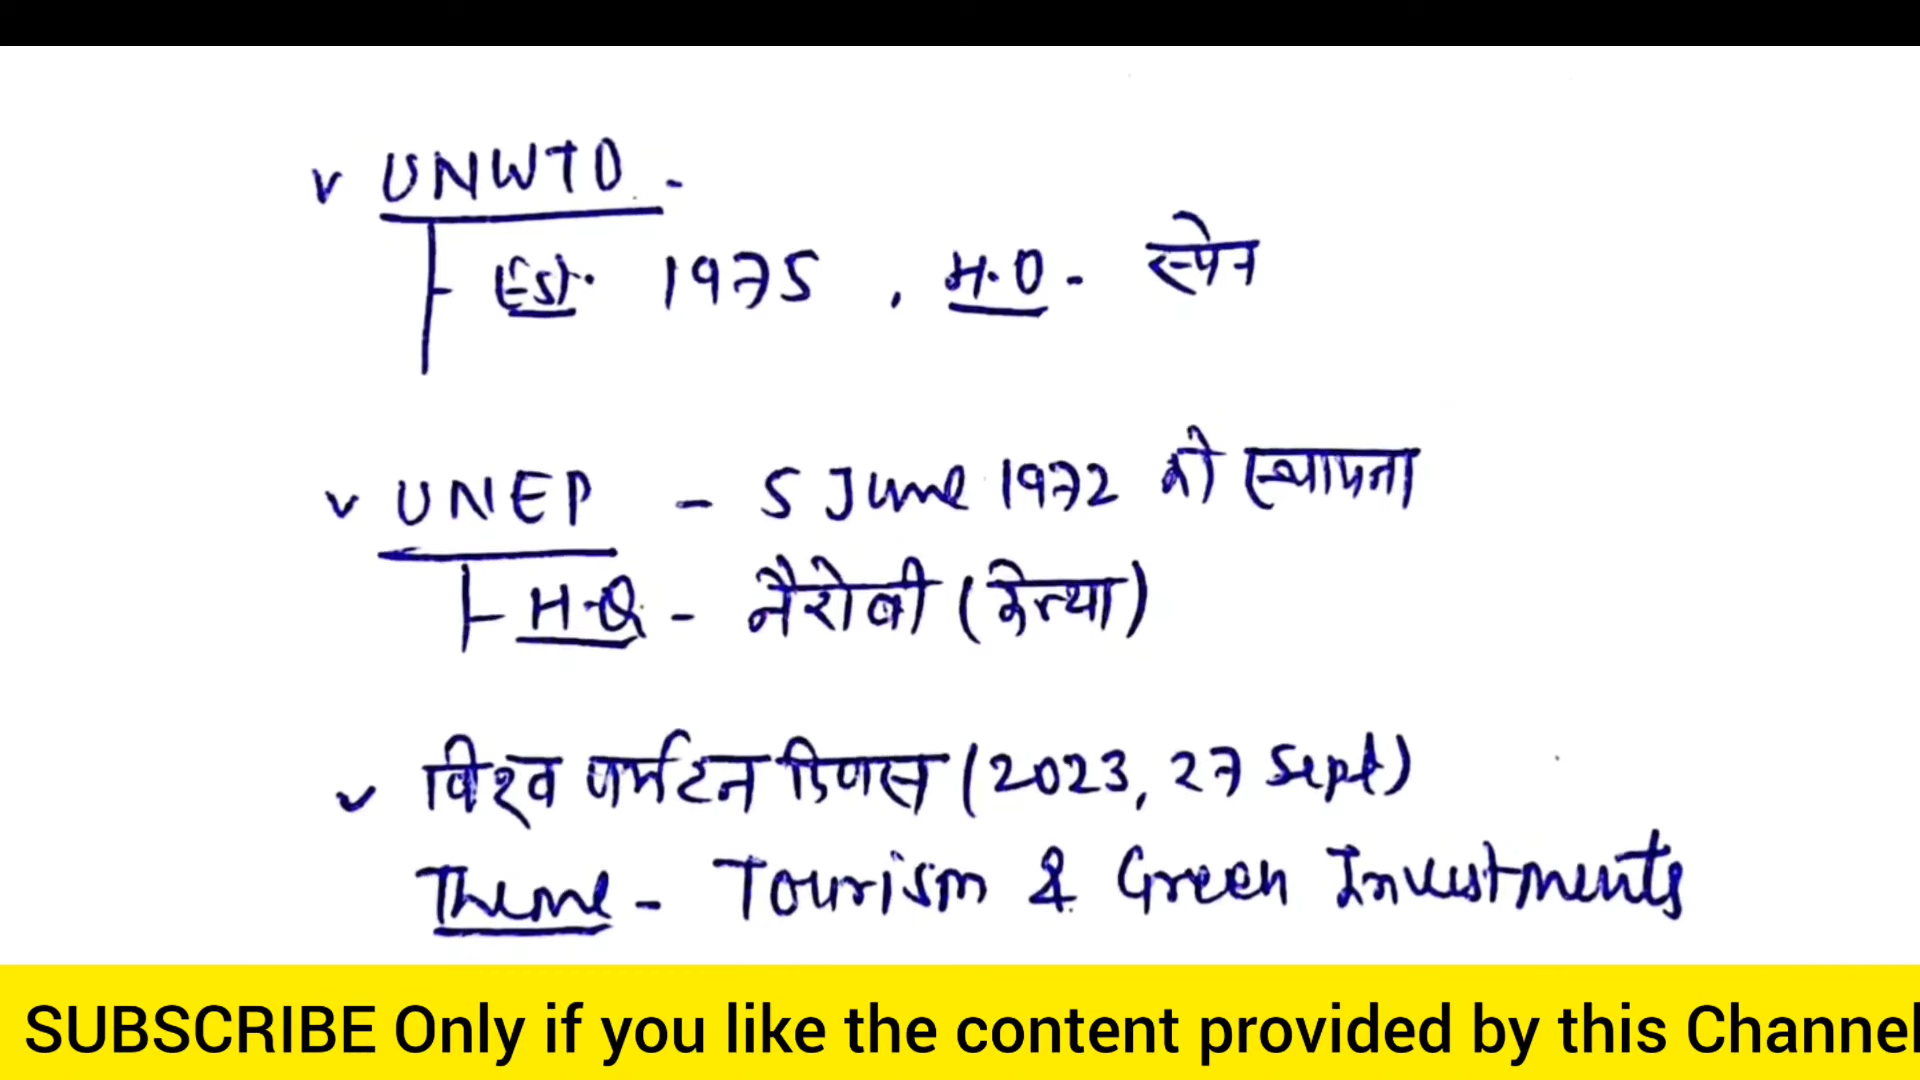 ✓ UNWTO -
Est. 1975 , H.O - स्पेन
✓ UNEP - 5 June 1972 को स्थापना
H.Q - नैरोबी (केन्या)
✓ विश्व पर्यटन दिवस (2023, 27 Sept)
Theme - Tourism & Green Investments
SUBSCRIBE Only if you like the content provided by this Channel